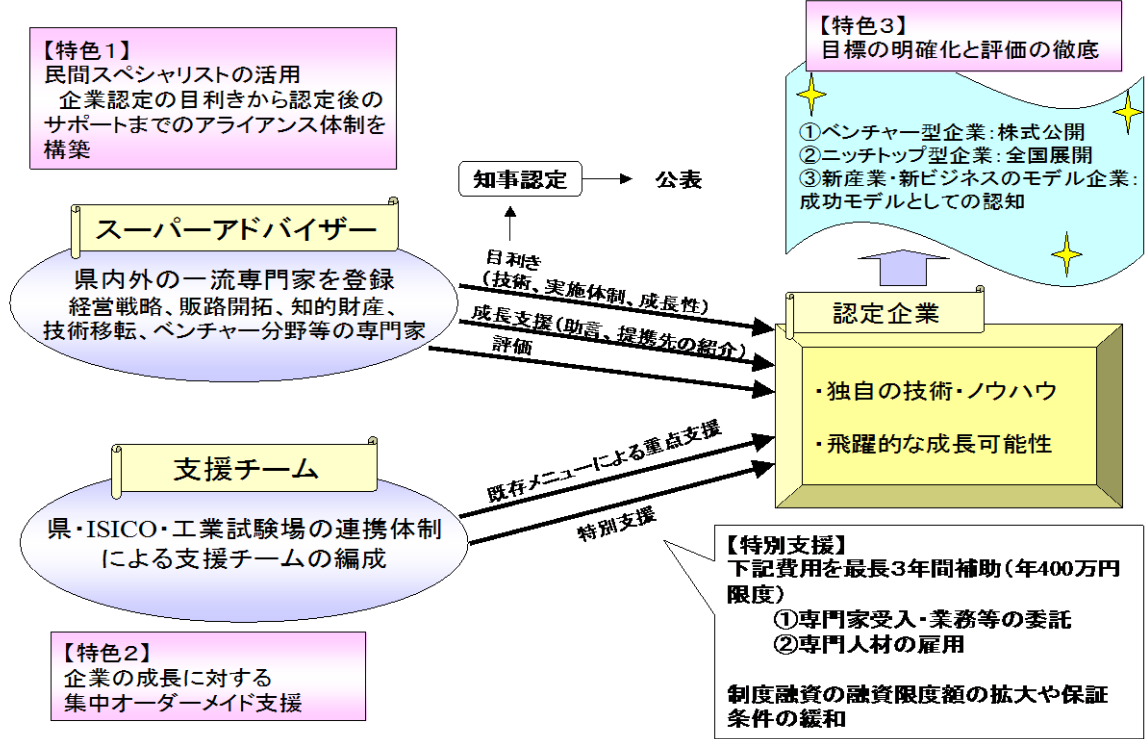 【特色１】
民間スペシャリストの活用
企業認定の目利きから認定後の
サポートまでのアライアンス体制を
構築
【特色３】
目標の明確化と評価の徹底
①ベンチャー型企業：株式公開
②ニッチトップ型企業：全国展開
③新産業・新ビジネスのモデル企業：
成功モデルとしての認知
知事認定
公表
スーパーアドバイザー
県内外の一流専門家を登録
経営戦略、販路開拓、知的財産、
技術移転、ベンチャー分野等の専門家
目利き
（技術、実施体制、成長性）
成長支援（助言、提携先の紹介）
評価
認定企業
・独自の技術・ノウハウ
・飛躍的な成長可能性
支援チーム
県・ISICO・工業試験場の連携体制
による支援チームの編成
既存メニューによる重点支援
特別支援
【特別支援】
下記費用を最長３年間補助（年400万円
限度）
①専門家受入・業務等の委託
②専門人材の雇用
制度融資の融資限度額の拡大や保証
条件の緩和
【特色２】
企業の成長に対する
集中オーダーメイド支援